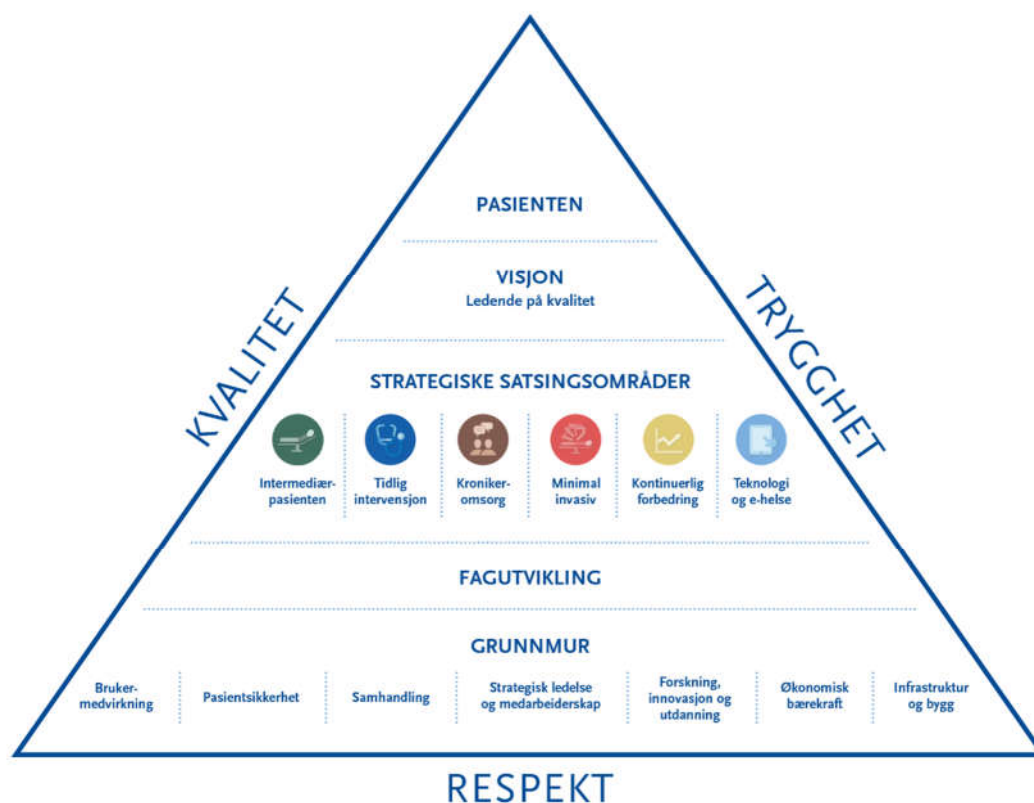 PASIENTEN
VISJON
Ledende på kvalitet
KVALITET
TRYGGHET
STRATEGISKE SATSINGSOMRÅDER
Intermediær-
pasienten
Tidlig
intervensjon
Kroniker-
omsorg
Minimal
invasiv
Kontinuerlig
forbedring
Teknologi
og e-helse
FAGUTVIKLING
GRUNNMUR
Bruker-
medvirkning
Pasientsikkerhet
Samhandling
Strategisk ledelse
og medarbeiderskap
Forskning,
innovasjon og
utdanning
Økonomisk
bærekraft
Infrastruktur
og bygg
RESPEKT